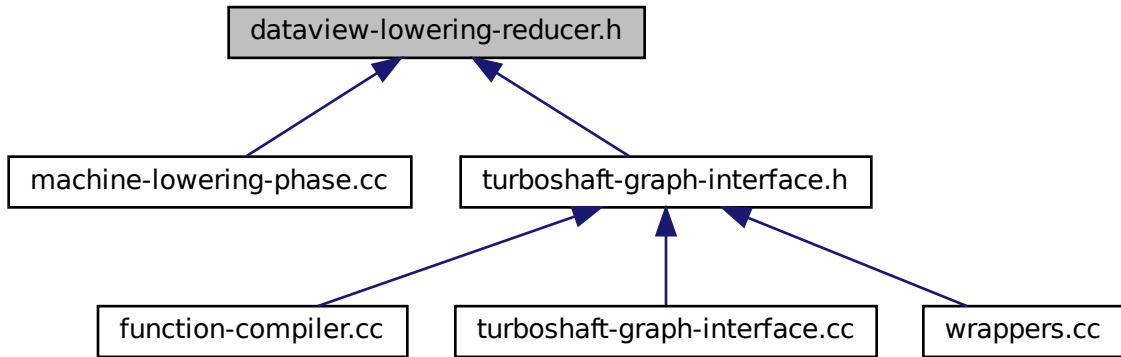 dataview-lowering-reducer.h
machine-lowering-phase.cc
turboshaft-graph-interface.h
function-compiler.cc
turboshaft-graph-interface.cc
wrappers.cc